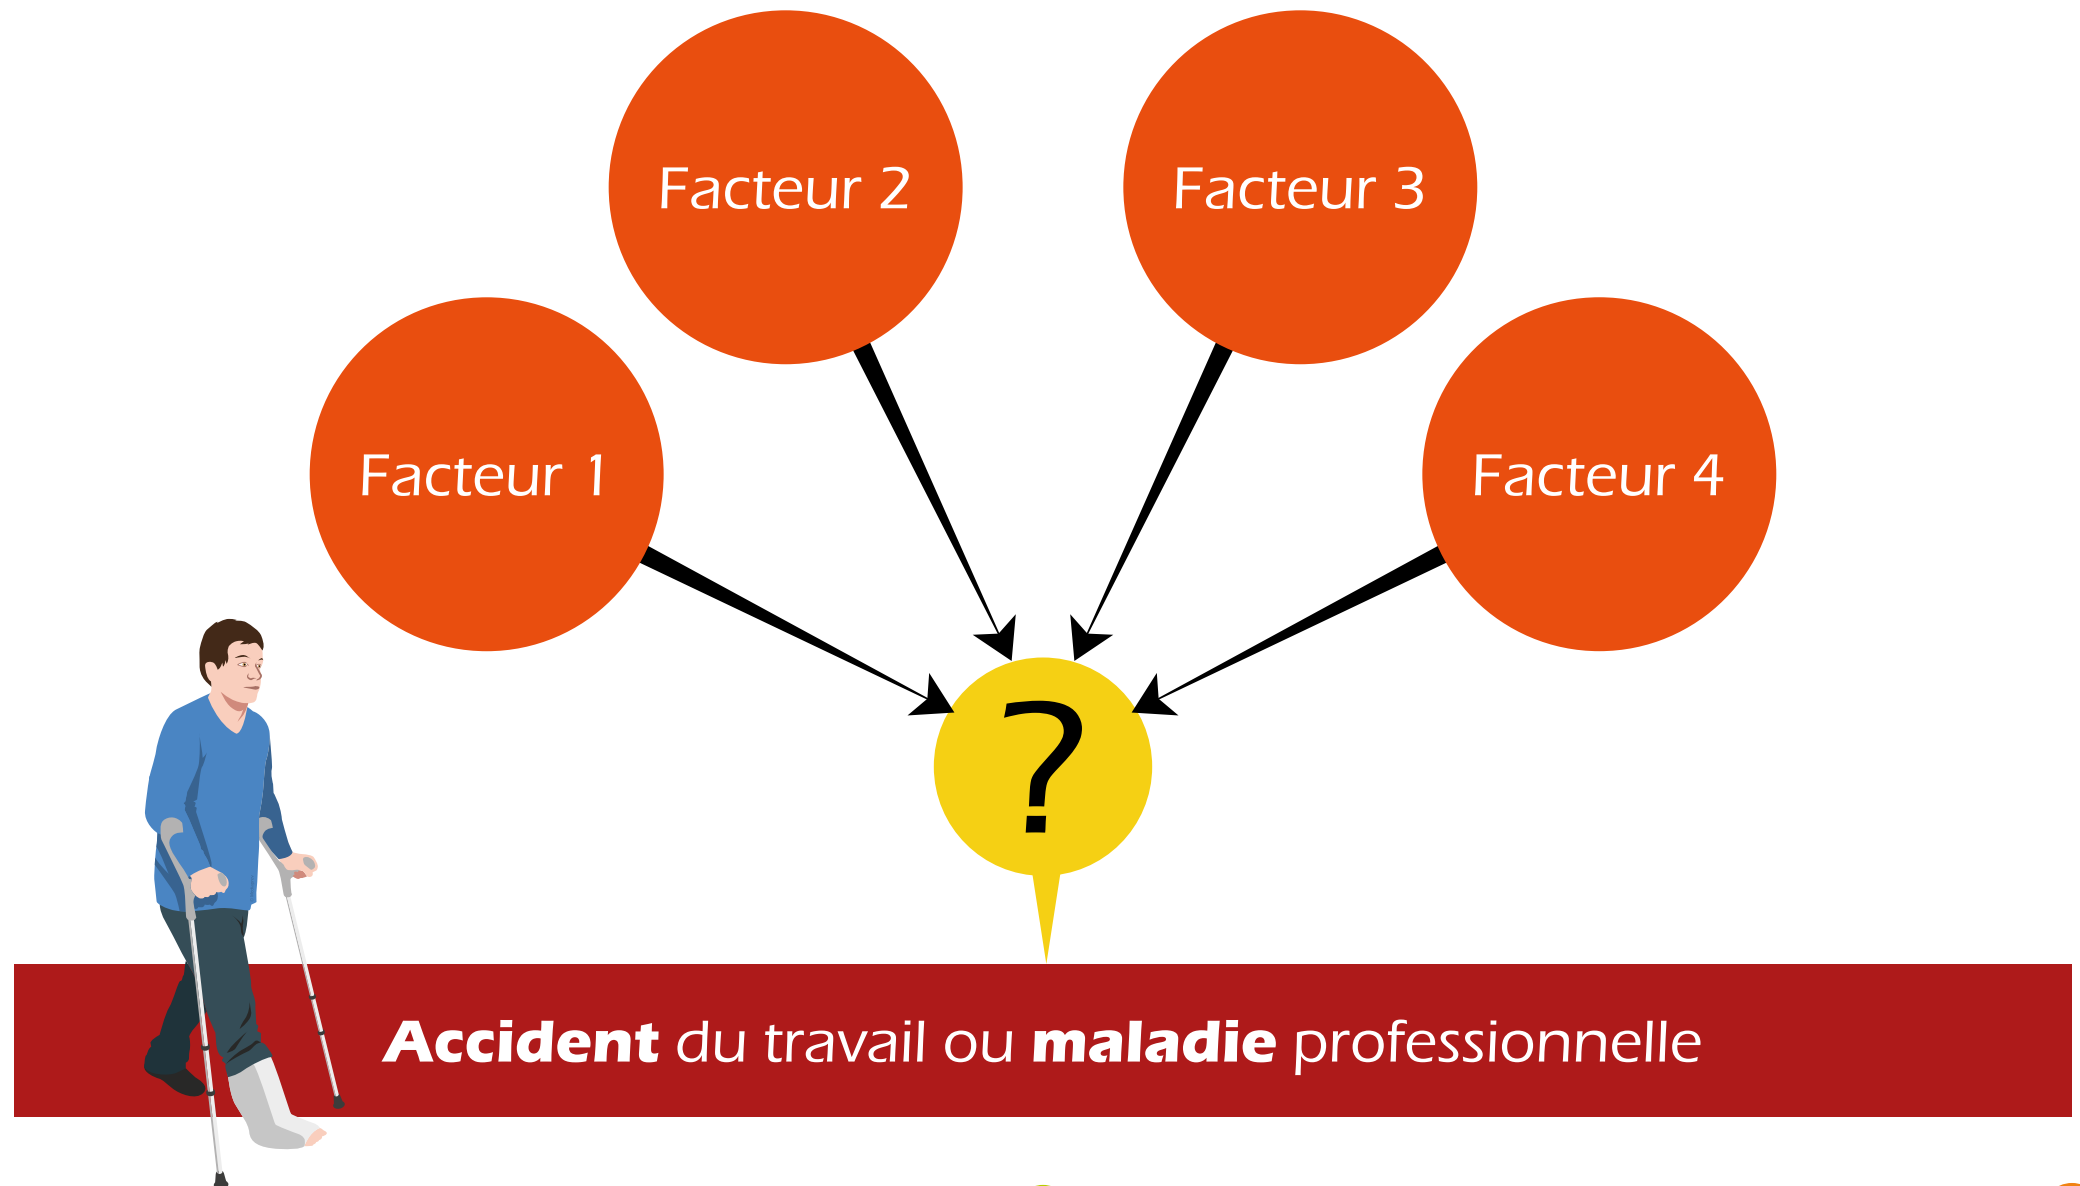 Facteur 2
Facteur 3
Facteur 1
Facteur 4
?
Accident du travail ou maladie professionnelle